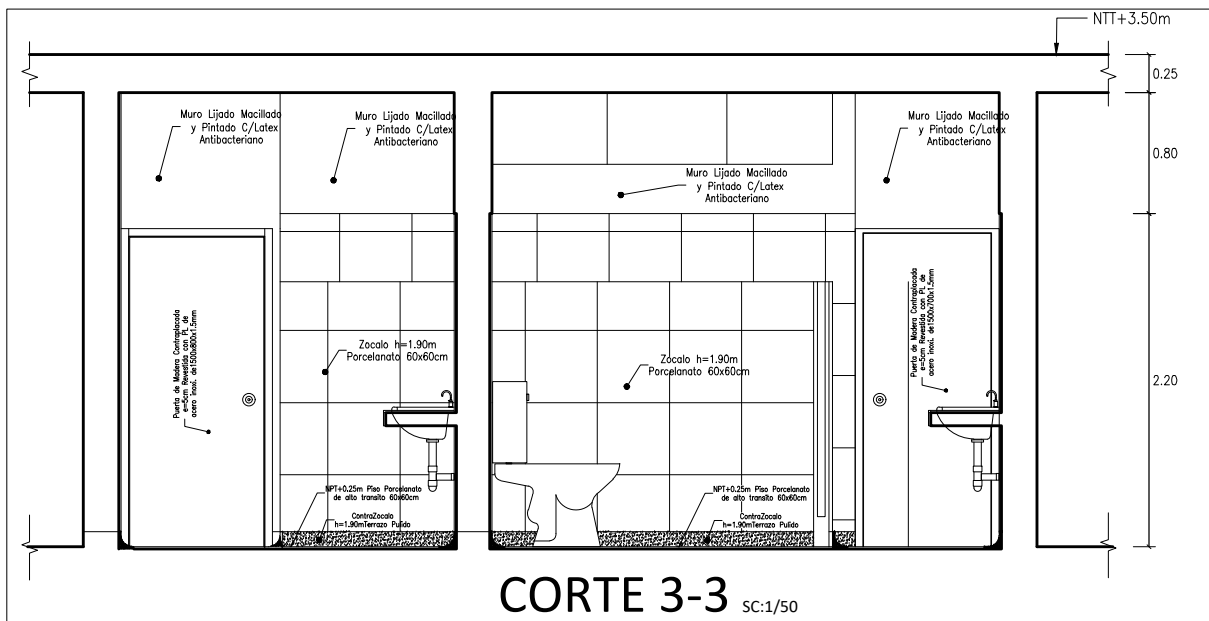 NTT+3.50m
0.25
Muro Lijado Macillado
y Pintado C/Latex
Antibacteriano
Muro Lijado Macillado
y Pintado C/Latex
Antibacteriano
Muro Lijado Macillado
y Pintado C/Latex
Antibacteriano
0.80
Muro Lijado Macillado
y Pintado C/Latex
Antibacteriano
Puerta de Madera Contraplacada
e=5cm Revestida con PL de
acero inoxi. de1500x800x1.5mm
Zocalo h=1.90m
Porcelanato 60x60cm
Zocalo h=1.90m
Porcelanato 60x60cm
Puerta de Madera Contraplacada
e=5cm Revestida con PL de
acero inoxi. de1500x700x1.5mm
2.20
NPT+0.25m Piso Porcelanato
de alto transito 60x60cm
ContraZocalo
h=1.90mTerrazo Pulido
NPT+0.25m Piso Porcelanato
de alto transito 60x60cm
ContraZocalo
h=1.90mTerrazo Pulido
CORTE 3-3 SC:1/50